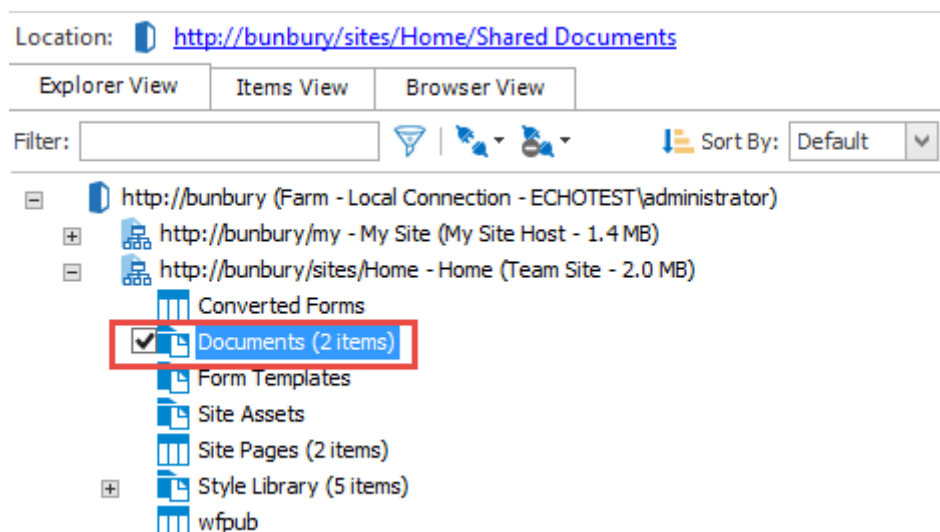 Location: http://bunbury/sites/Home/Shared Documents
Explorer View Items View Browser View
Filter: Sort By: Default
http://bunbury (Farm - Local Connection - ECHOTEST\administrator)
http://bunbury/my - My Site (My Site Host - 1.4 MB)
http://bunbury/sites/Home - Home (Team Site - 2.0 MB)
Converted Forms
Documents (2 items)
Form Templates
Site Assets
Site Pages (2 items)
Style Library (5 items)
wfpub